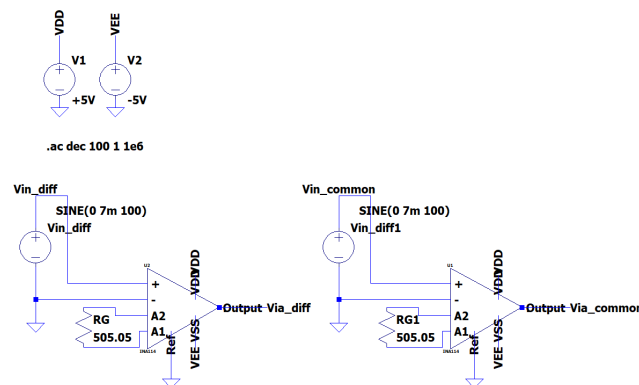 VDD
VEE
V1
V2
+5V
-5V
.ac dec 100 1 1e6
Vin_diff
SINE(0 7m 100)
Vin_diff
U2
+
-
A2
A1
RG
505.05
INA114
Ref
VDD
VDD
VEE
VSS
Output Via_diff
Vin_common
SINE(0 7m 100)
Vin_diff1
U1
+
-
A2
A1
RG1
505.05
INA114
Ref
VDD
VDD
VEE
VSS
Output Via_common